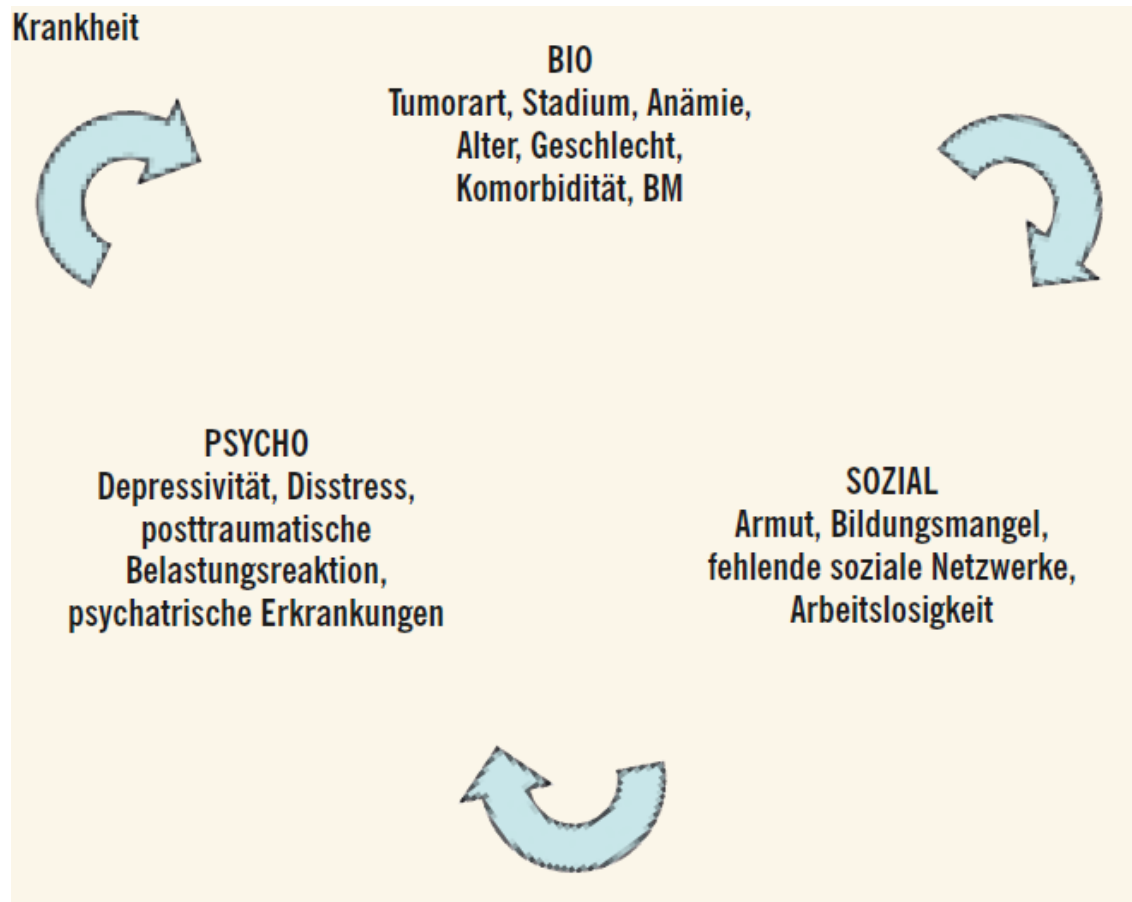 Krankheit
BIO
Tumorart, Stadium, Anämie,
Alter, Geschlecht,
Komorbidität, BM
PSYCHO
Depressivität, Disstress,
posttraumatische
Belastungsreaktion,
psychatrische Erkrankungen
SOZIAL
Armut, Bildungsmangel,
fehlende soziale Netzwerke,
Arbeitslosigkeit